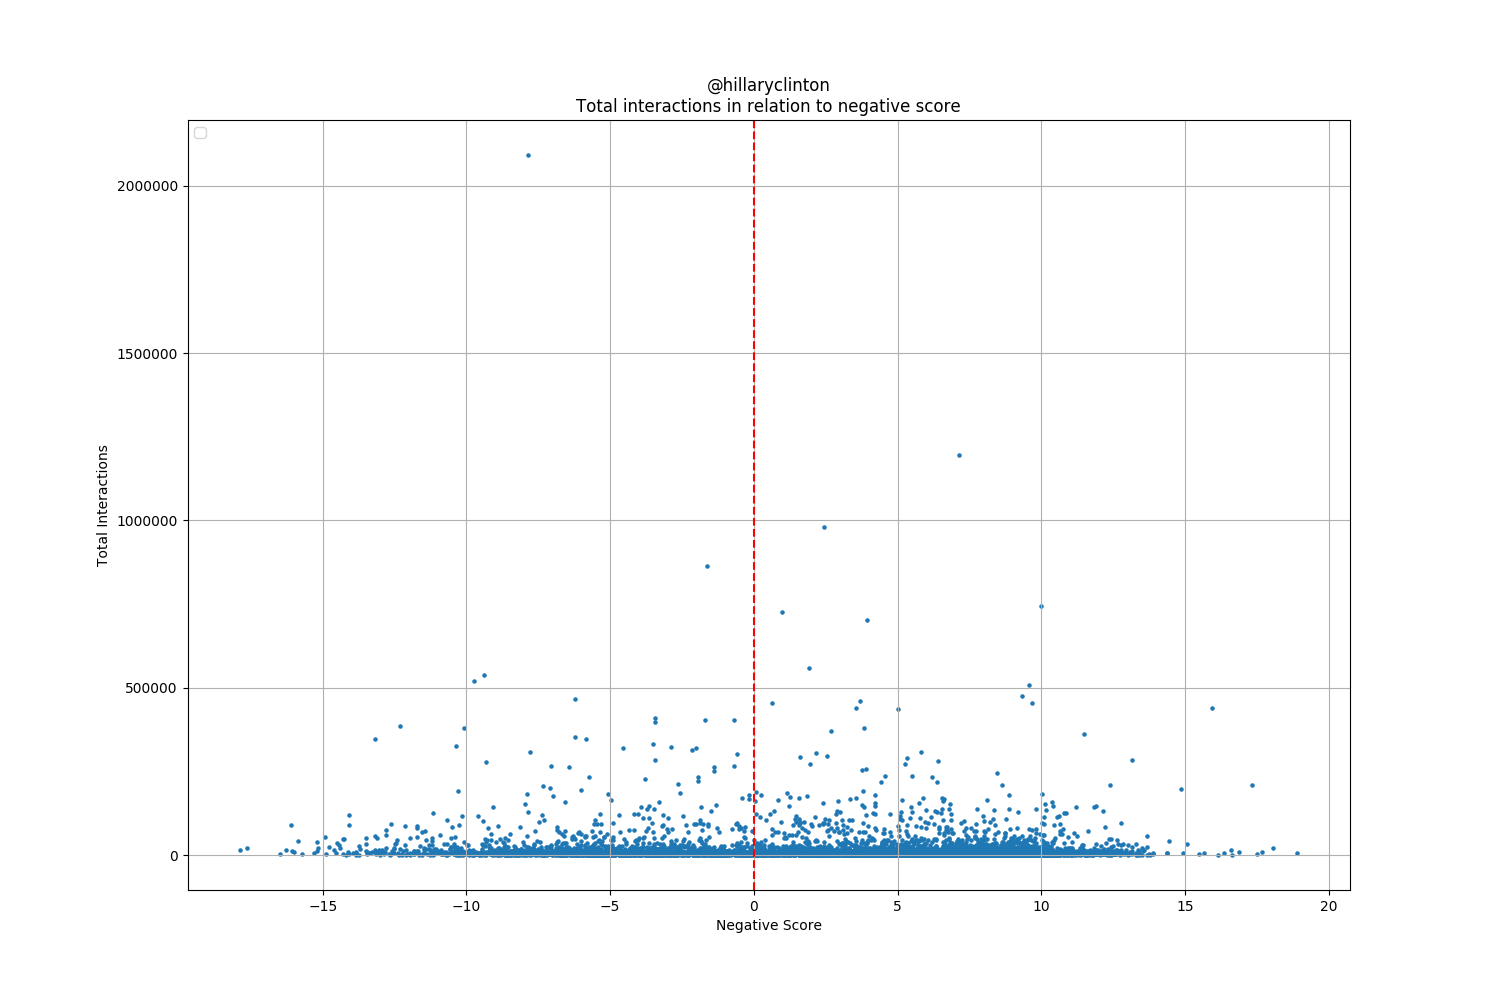 @hillaryclinton
Total interactions in relation to negative score
2000000
1500000
1000000
500000
0
Total Interactions
−15 −10 −5 0 5 10 15 20
Negative Score